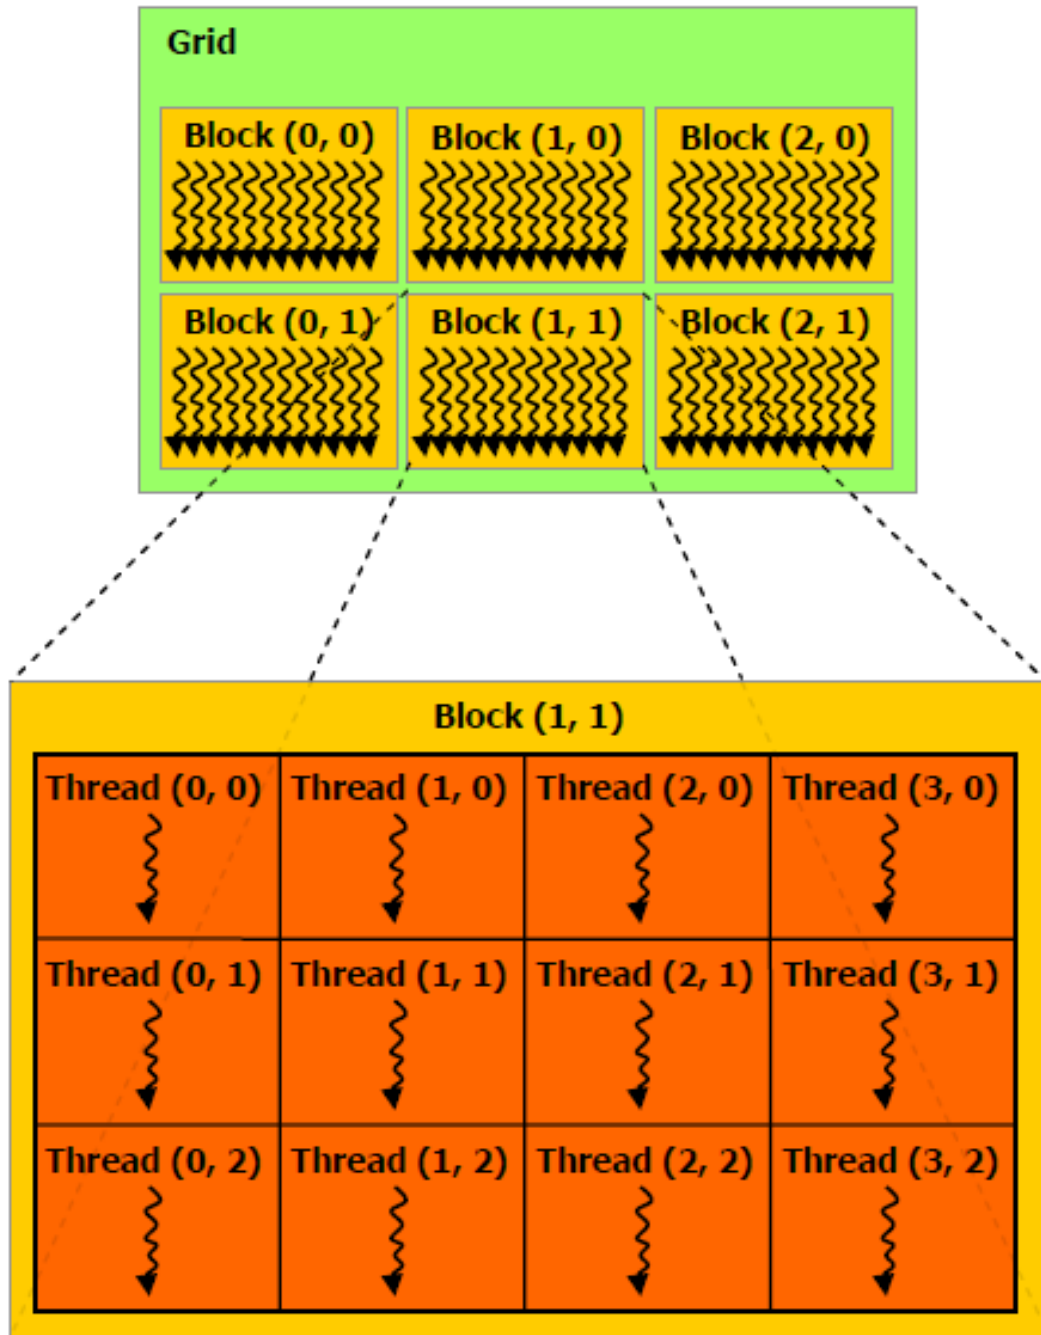 Grid
Block (0, 0) Block (1, 0) Block (2, 0)
Block (0, 1) Block (1, 1) Block (2, 1)
Block (1, 1)
Thread (0, 0) Thread (1, 0) Thread (2, 0) Thread (3, 0)
Thread (0, 1) Thread (1, 1) Thread (2, 1) Thread (3, 1)
Thread (0, 2) Thread (1, 2) Thread (2, 2) Thread (3, 2)